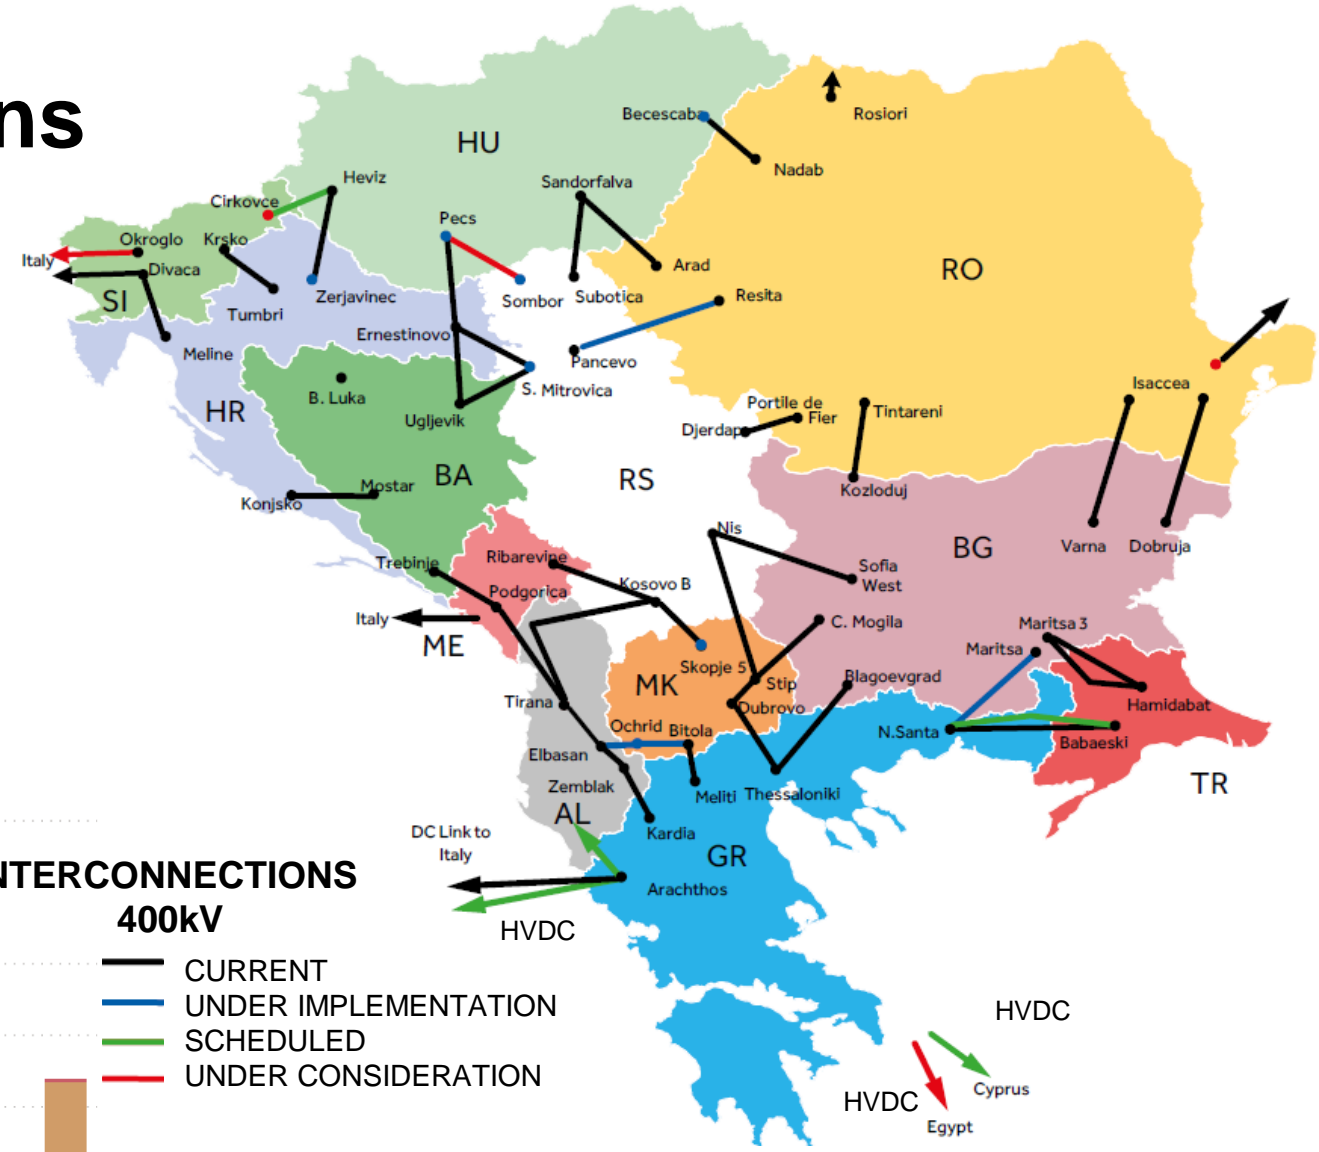 ns
HU
Becescaba
Rosiori
Nadab
Heviz
Sandorfalva
Cirkovce
Pecs
Okroglo
Krsko
Italy
Divaca
Arad
RO
SI
Zerjavinec
Sombor
Subotica
Resita
Tumbri
Ernestinovo
Meline
Pancevo
S. Mitrovica
Isaccea
B. Luka
HR
Ugljevik
Portile de
Fier
Tintareni
Djerdap
BA
RS
Mostar
Konjsko
Kozloduj
Nis
BG
Varna
Dobruja
Trebinje
Ribarevine
Sofia
West
Podgorica
Kosovo B
Italy
ME
C. Mogila
Maritsa 3
Maritsa
Skopje 5
MK
Stip
Blagoevgrad
Tirana
Dubrovo
Hamidabat
Ochrid
Bitola
N.Santa
Babaeski
Elbasan
Zemblak
Meliti
Thessaloniki
TR
AL
Kardia
DC Link to
Italy
GR
Arachthos
HVDC
NTERCONNECTIONS
400kV
CURRENT
UNDER IMPLEMENTATION
SCHEDULED
UNDER CONSIDERATION
HVDC
Cyprus
HVDC
Egypt